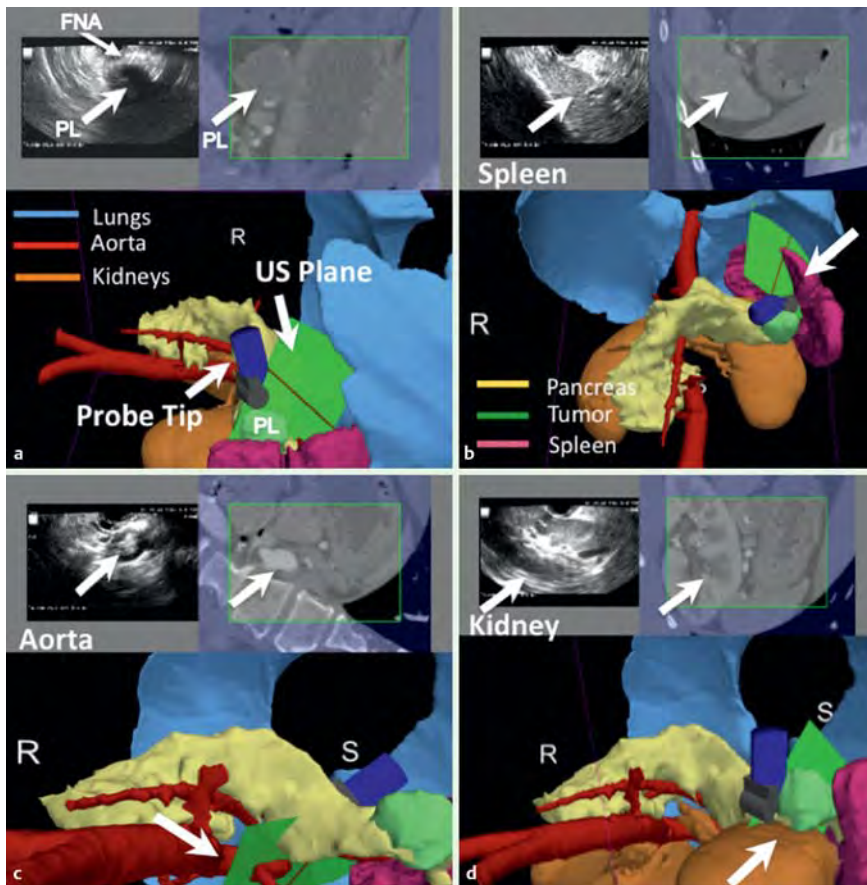 FNA
PL
PL
Lungs
Aorta
Kidneys
R
US Plane
Probe Tip
PL
a
Spleen
R
Pancreas
Tumor
Spleen
b
Aorta
R
S
c
Kidney
R
S
d